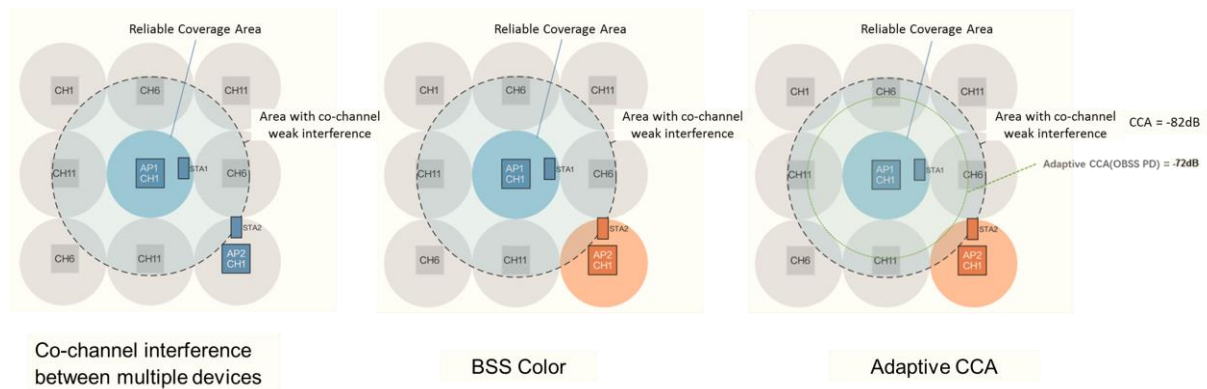 Reliable Coverage Area
CH1
CH6
CH11
Area with co-channel
weak interference
CH11
AP1
CH1
STA1
CH6
STA2
CH6
CH11
AP2
CH1
Co-channel interference
between multiple devices
Reliable Coverage Area
CH1
CH6
CH11
Area with co-channel
weak interference
CH11
AP1
CH1
STA1
CH6
STA2
CH6
CH11
AP2
CH1
BSS Color
Reliable Coverage Area
CH1
CH6
CH11
Area with co-channel
weak interference
CCA = -82dB
Adaptive CCA(OBSS PD) = -72dB
CH11
AP1
CH1
STA1
CH6
STA2
CH6
CH11
AP2
CH1
Adaptive CCA